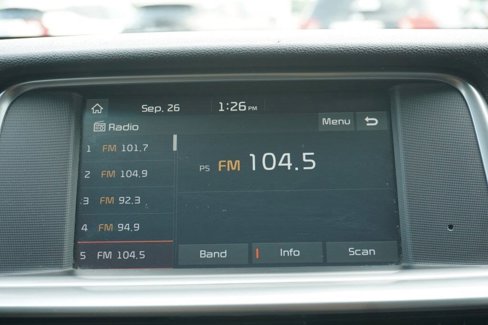 Sep. 26 1:26 PM
Radio Menu
1 FM 101.7
2 FM 104.9
3 FM 92.3
4 FM 94.9
5 FM 104.5
P5 FM 104.5
Band Info Scan